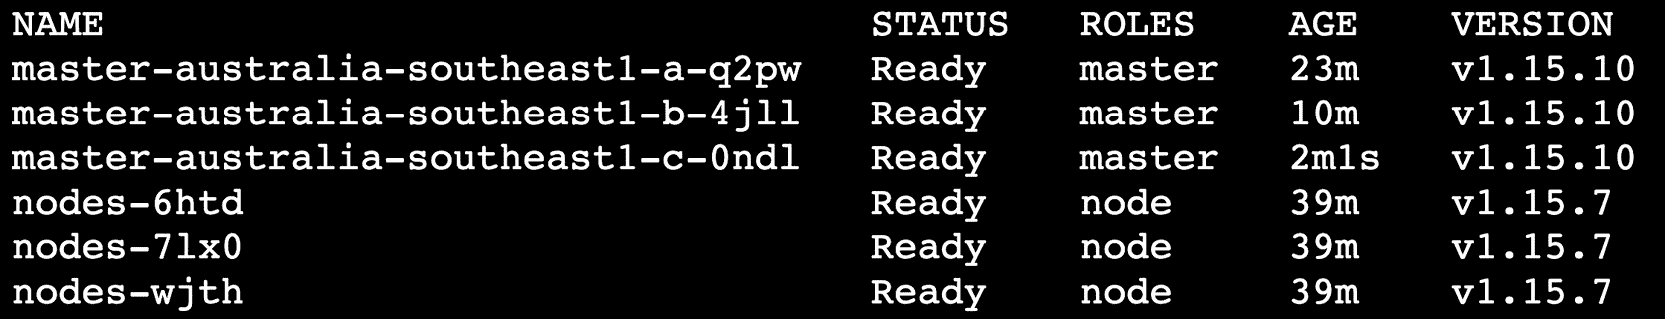 NAME STATUS ROLES AGE VERSION
master-australia-southeast1-a-q2pw Ready master 23m v1.15.10
master-australia-southeast1-b-4jll Ready master 10m v1.15.10
master-australia-southeast1-c-0ndl Ready master 2m1s v1.15.10
nodes-6htd Ready node 39m v1.15.7
nodes-7lx0 Ready node 39m v1.15.7
nodes-wjth Ready node 39m v1.15.7